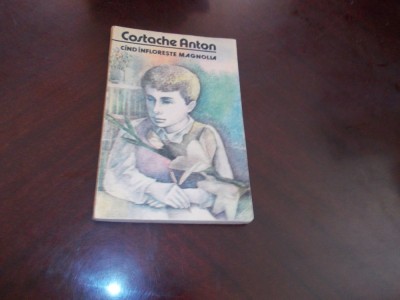 Costache Anton
CÎND ÎNFLOREȘTE MAGNOLIA